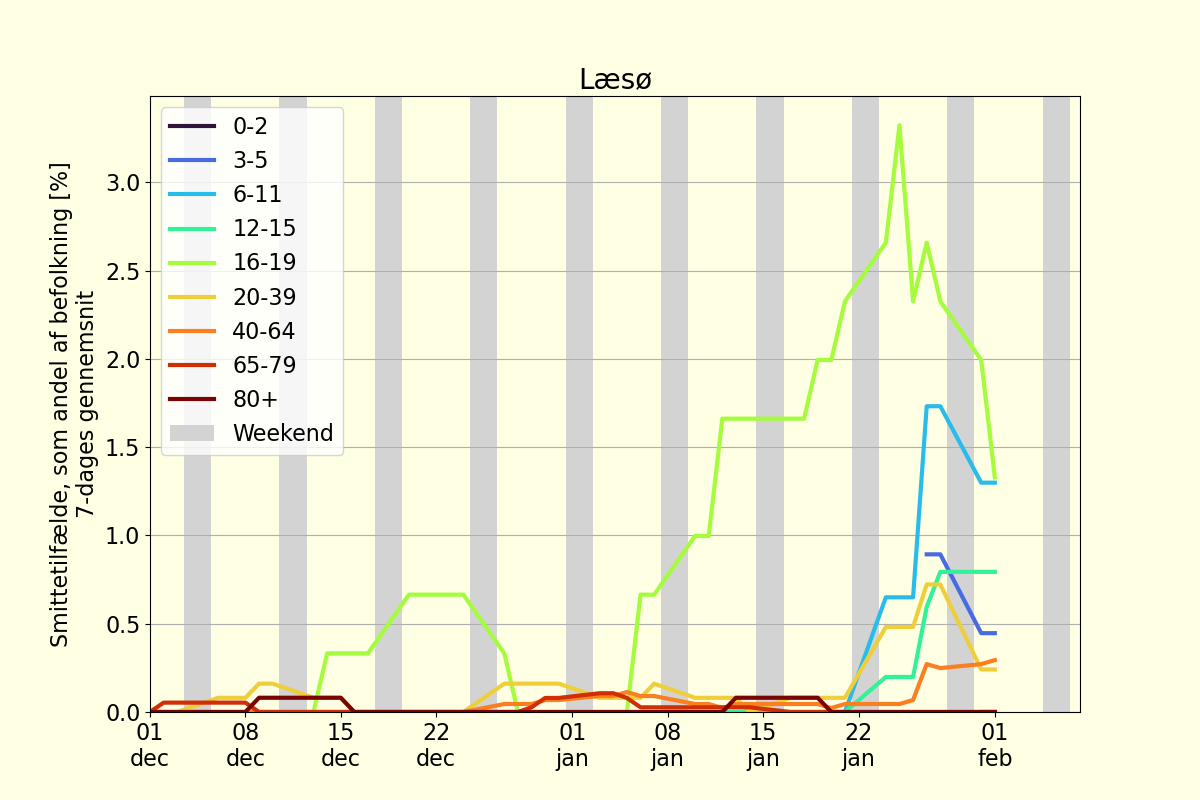 Læsø
Smittetilfælde, som andel af befolkning [%]
7-dages gennemsnit
3.0
2.5
2.0
1.5
1.0
0.5
0.0
0-2
3-5
6-11
12-15
16-19
20-39
40-64
65-79
80+
Weekend
01 08 15 22 01 08 15 22 01
dec dec dec dec jan jan jan jan feb